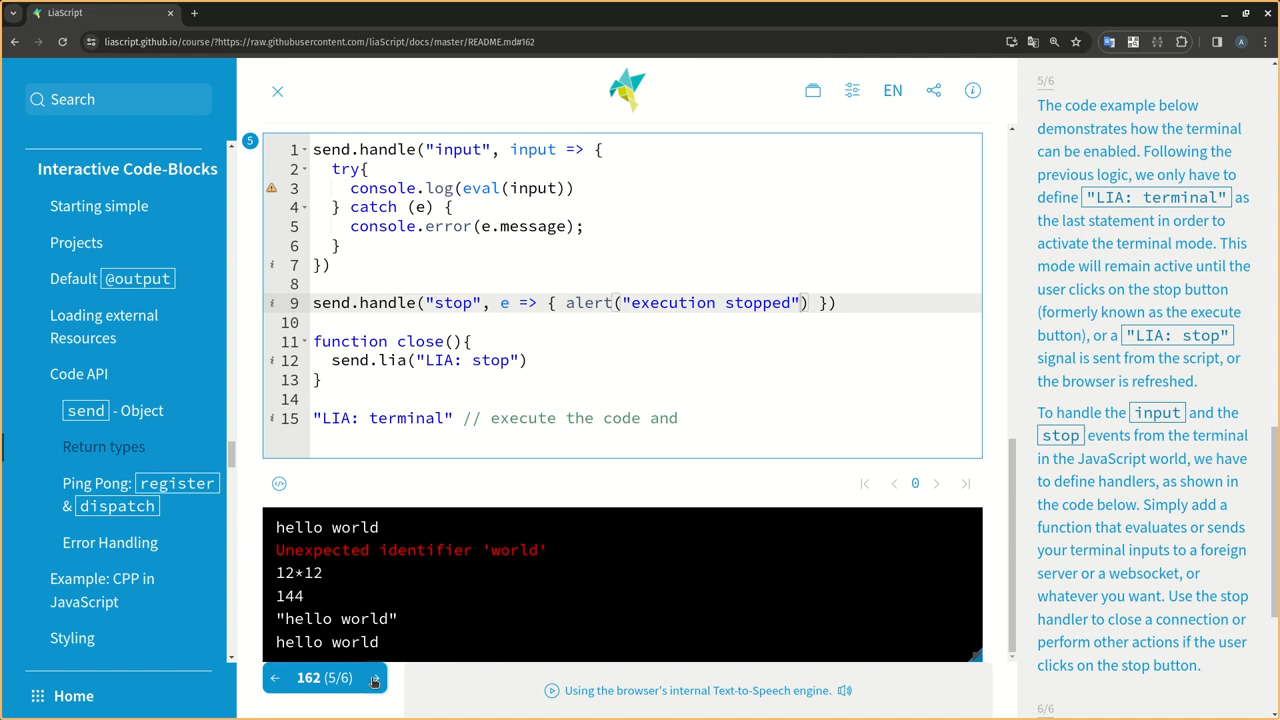 LiaScript
liascript.github.io/course/?https://raw.githubusercontent.com/liaScript/docs/master/README.md#162
A
Search
Interactive Code-Blocks
Starting simple
Projects
Default @output
Loading external
Resources
Code API
send - Object
Return types
Ping Pong: register
& dispatch
Error Handling
Example: CPP in
JavaScript
Styling
Home
EN
5
1 send.handle("input", input => {
2 try{
3 console.log(eval(input))
4 } catch (e) {
5 console.error(e.message);
6 }
7 })
8
9 send.handle("stop", e => { alert("execution stopped") })
10
11 function close(){
12 send.lia("LIA: stop")
13 }
14
15 "LIA: terminal" // execute the code and
0
hello world
Unexpected identifier 'world'
12*12
144
"hello world"
hello world
162 (5/6)
Using the browser's internal Text-to-Speech engine.
5/6
The code example below
demonstrates how the terminal
can be enabled. Following the
previous logic, we only have to
define "LIA: terminal" as
the last statement in order to
activate the terminal mode. This
mode will remain active until the
user clicks on the stop button
(formerly known as the execute
button), or a "LIA: stop"
signal is sent from the script, or
the browser is refreshed.
To handle the input and the
stop events from the terminal
in the JavaScript world, we have
to define handlers, as shown in
the code below. Simply add a
function that evaluates or sends
your terminal inputs to a foreign
server or a websocket, or
whatever you want. Use the stop
handler to close a connection or
perform other actions if the user
clicks on the stop button.
6/6